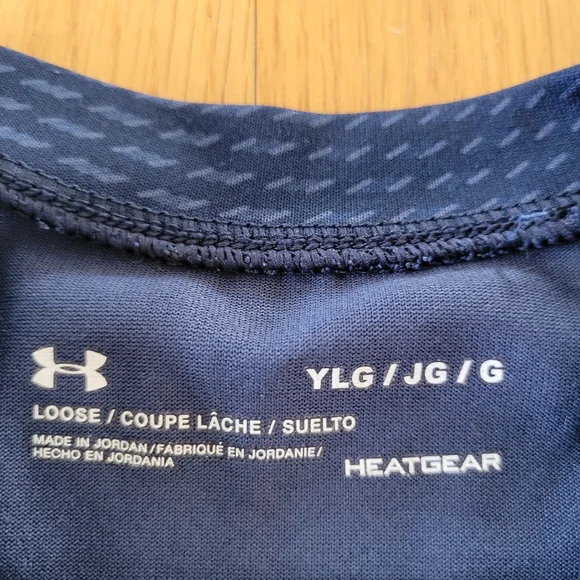 YLG / JG / G
LOOSE / COUPE LÂCHE / SUELTO
MADE IN JORDAN / FABRIQUÉ EN JORDANIE /
HECHO EN JORDANIA
HEATGEAR